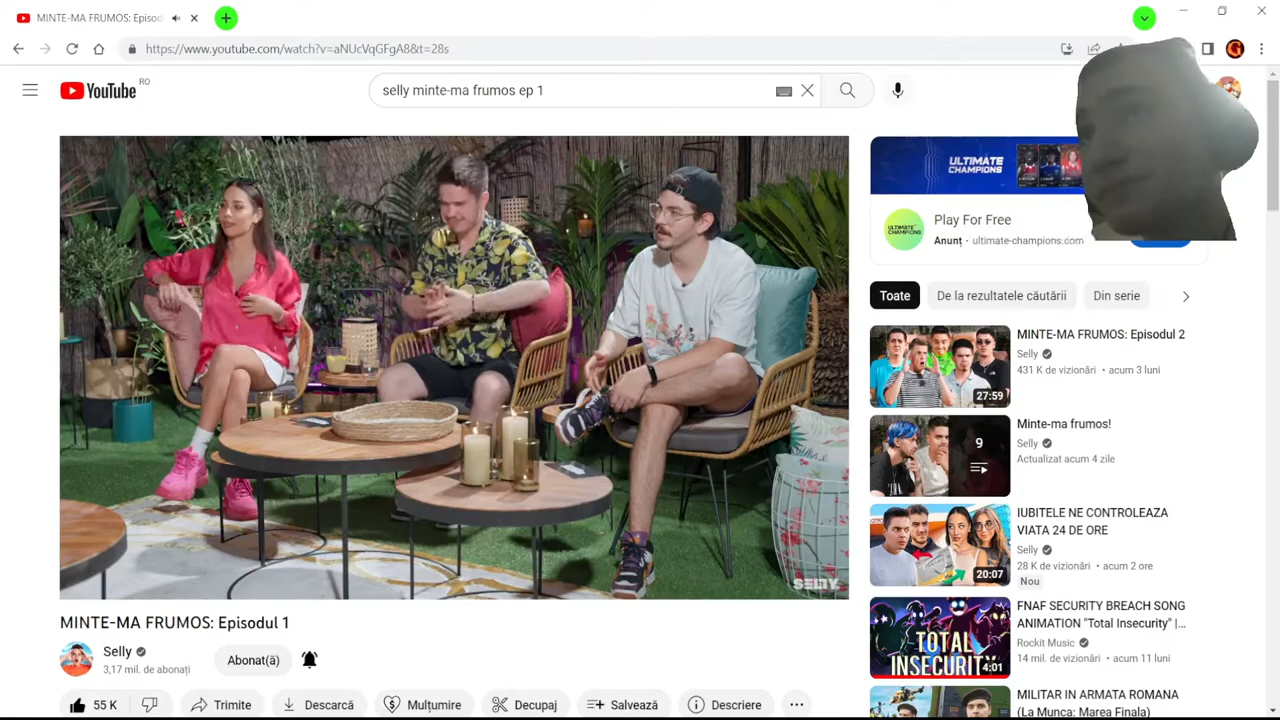 MINTE-MA FRUMOS: Episod
https://www.youtube.com/watch?v=aNUcVqGFgA8&t=28s
YouTube
RO
selly minte-ma frumos ep 1
ULTIMATE
CHAMPIONS
ULTIMATE
CHAMPIONS
Play For Free
Anunț · ultimate-champions.com
Toate
De la rezultatele căutării
Din serie
MINTE-MA FRUMOS: Episodul 2
Selly
431 K de vizionări • acum 3 luni
27:59
Minte-ma frumos!
Selly
Actualizat acum 4 zile
9
IUBITELE NE CONTROLEAZA
VIATA 24 DE ORE
Selly
28 K de vizionări • acum 2 ore
Nou
20:07
FNAF SECURITY BREACH SONG
ANIMATION "Total Insecurity" |...
Rockit Music
14 mil. de vizionări • acum 11 luni
TOTAL
INSECURITY
4:01
MILITAR IN ARMATA ROMANA
(La Munca: Marea Finala)
SELLY
MINTE-MA FRUMOS: Episodul 1
Selly
3,17 mil. de abonați
Abonat(ă)
55 K
Trimite
Descarcă
Mulțumire
Decupaj
Salvează
Descriere